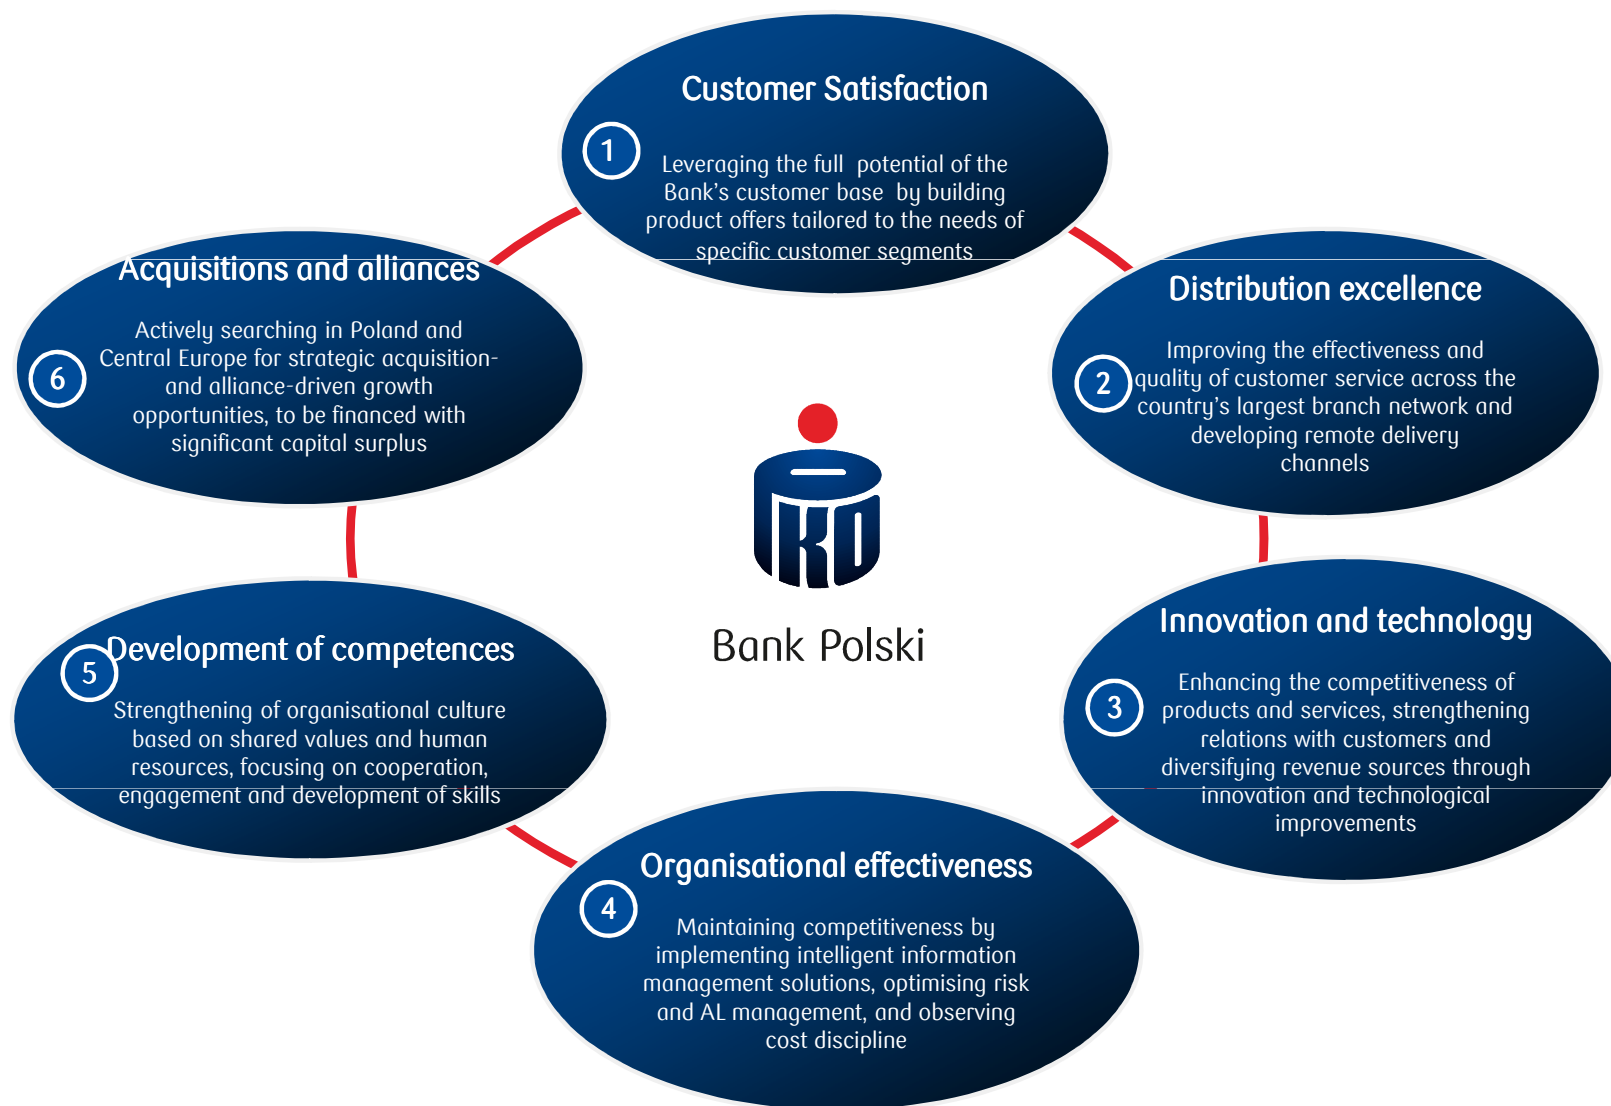 Customer Satisfaction
1
Leveraging the full potential of the
Bank's customer base by building
product offers tailored to the needs of
specific customer segments
Distribution excellence
2
Improving the effectiveness and
quality of customer service across the
country's largest branch network and
developing remote delivery
channels
Innovation and technology
3
Enhancing the competitiveness of
products and services, strengthening
relations with customers and
diversifying revenue sources through
innovation and technological
improvements
Organisational effectiveness
4
Maintaining competitiveness by
implementing intelligent information
management solutions, optimising risk
and AL management, and observing
cost discipline
Development of competences
5
Strengthening of organisational culture
based on shared values and human
resources, focusing on cooperation,
engagement and development of skills
Acquisitions and alliances
6
Actively searching in Poland and
Central Europe for strategic acquisition-
and alliance-driven growth
opportunities, to be financed with
significant capital surplus
PKO
Bank Polski